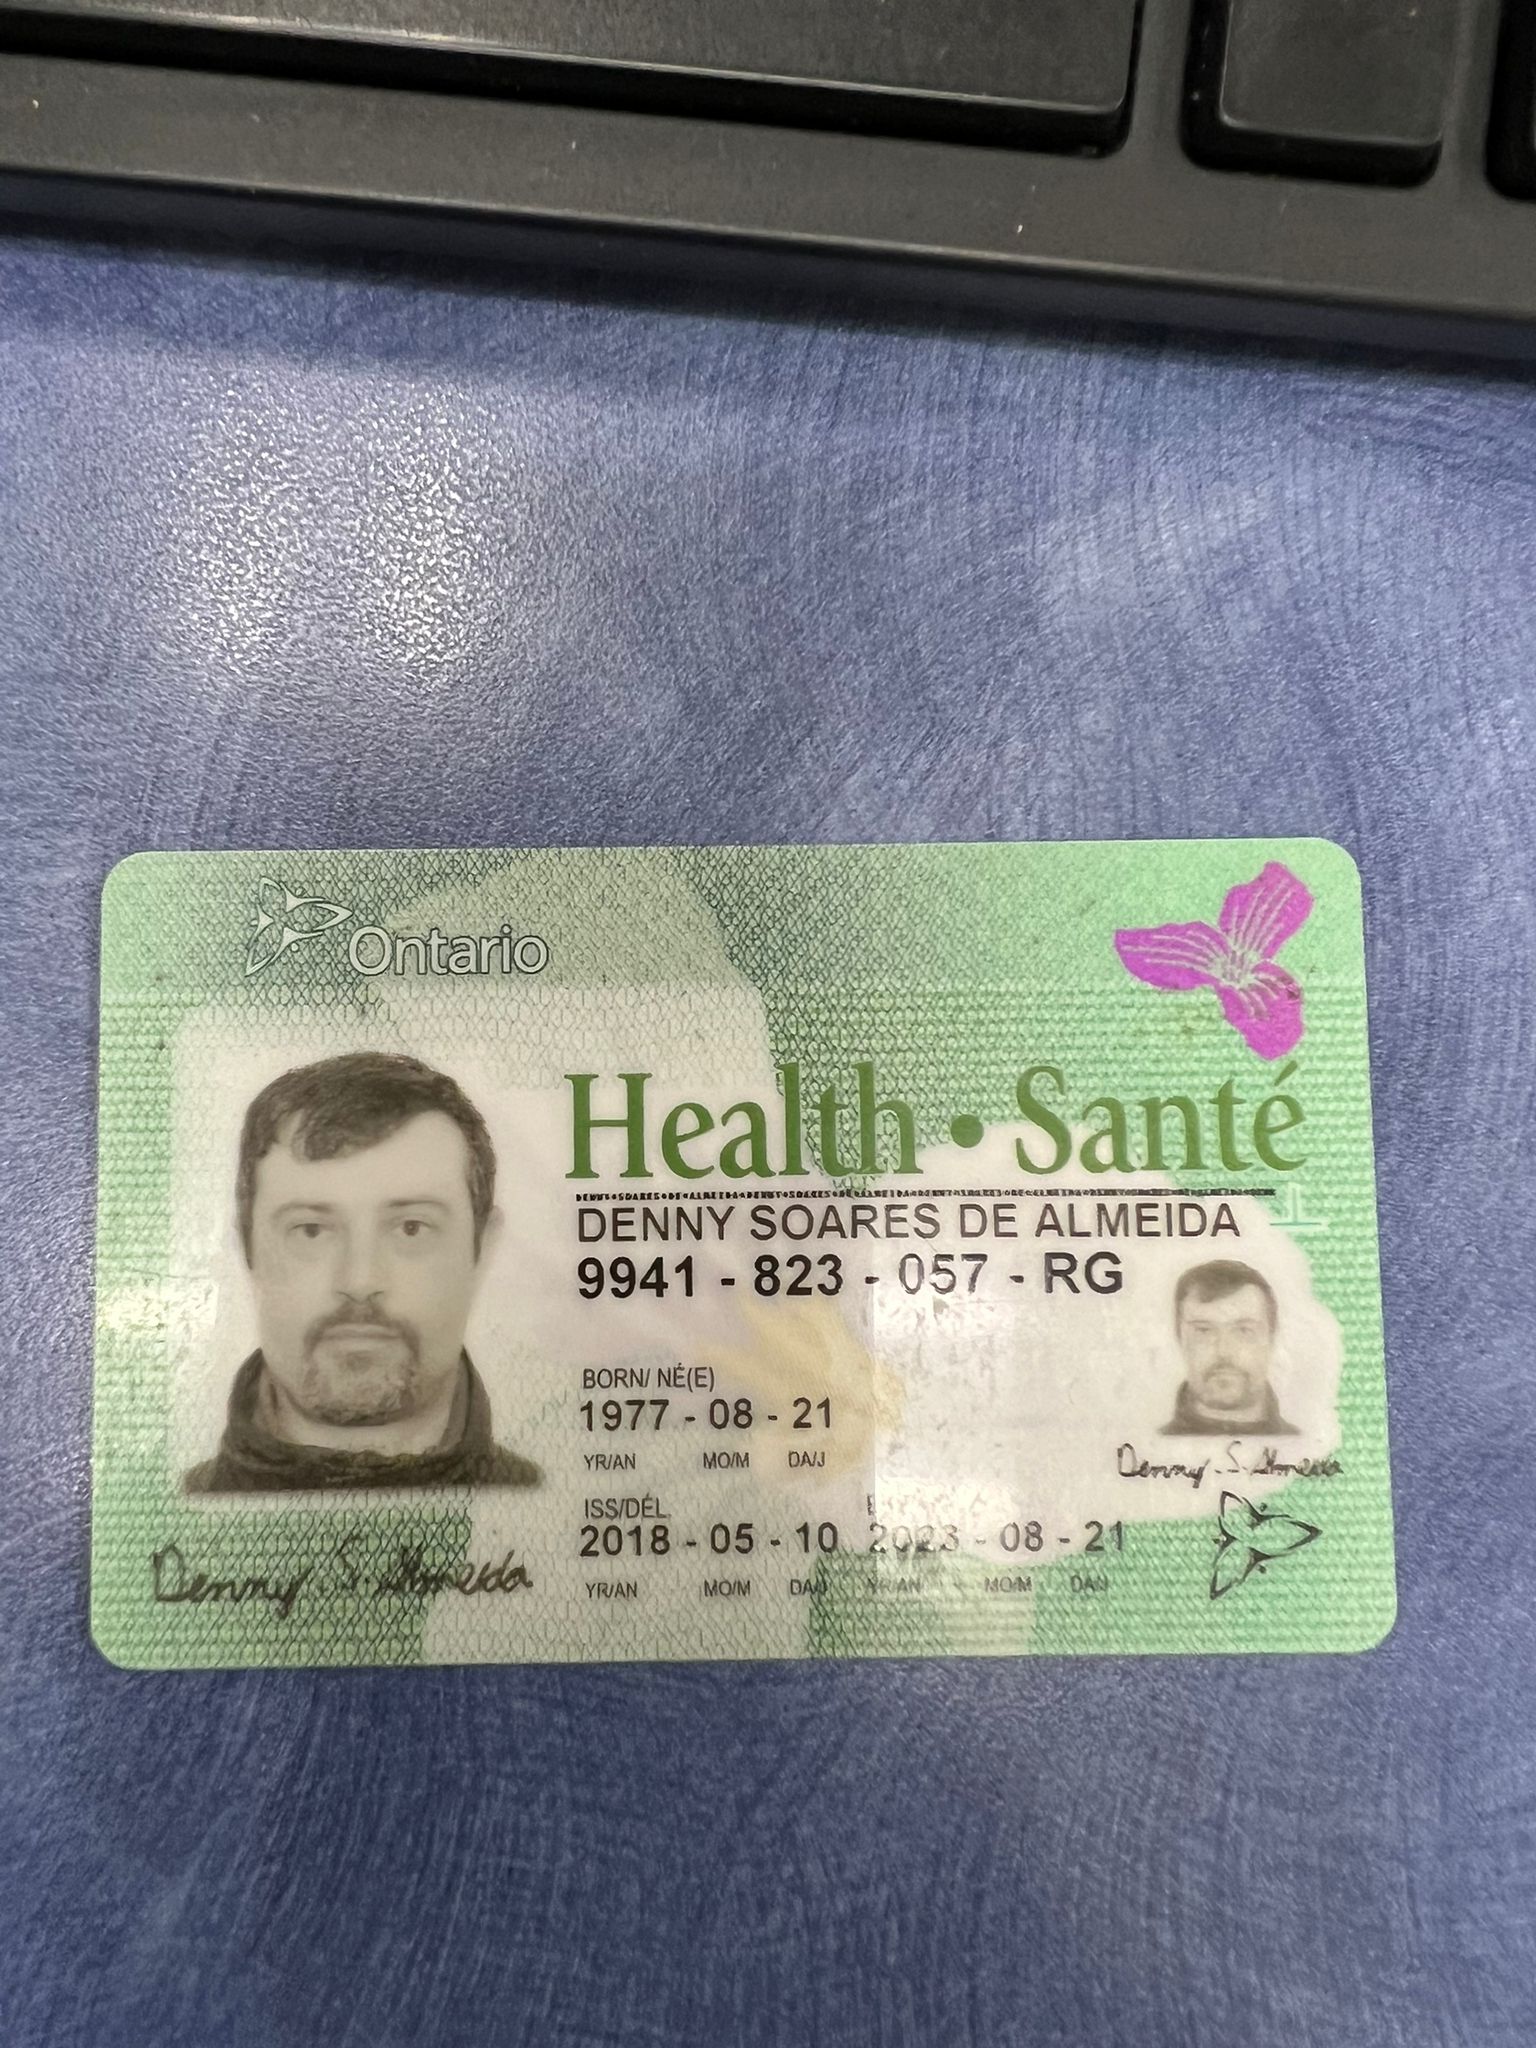 Ontario
Health • Santé
DENNY SOARES DE ALMEIDA
9941 - 823 - 057 - RG
BORN/ NÉ(E)
1977 - 08 - 21
YR/AN MO/M DA/J
Denny S. Almeida
ISS/DÉL.
2018 - 05 - 10 2023 - 08 - 21
YR/AN MO/M DA/J YR/AN MO/M DA/J
Denny S. Almeida